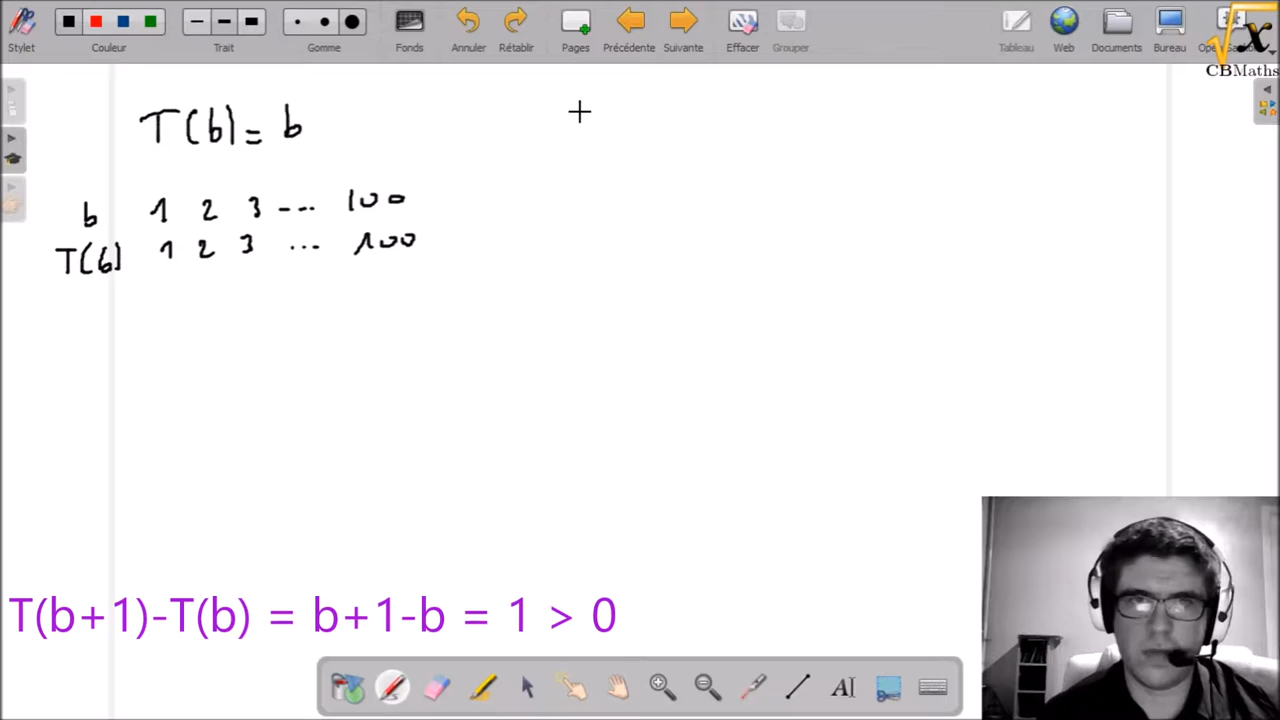 Stylet
Couleur
Trait
Gomme
Fonds
Annuler
Rétablir
Pages
Précédente
Suivante
Effacer
Grouper
Tableau
Web
Documents
Bureau
√x
CBMaths
T(b) = b
b 1 2 3 --... 100
T(b) 1 2 3 ... 100
T(b+1)-T(b) = b+1-b = 1 > 0
AI